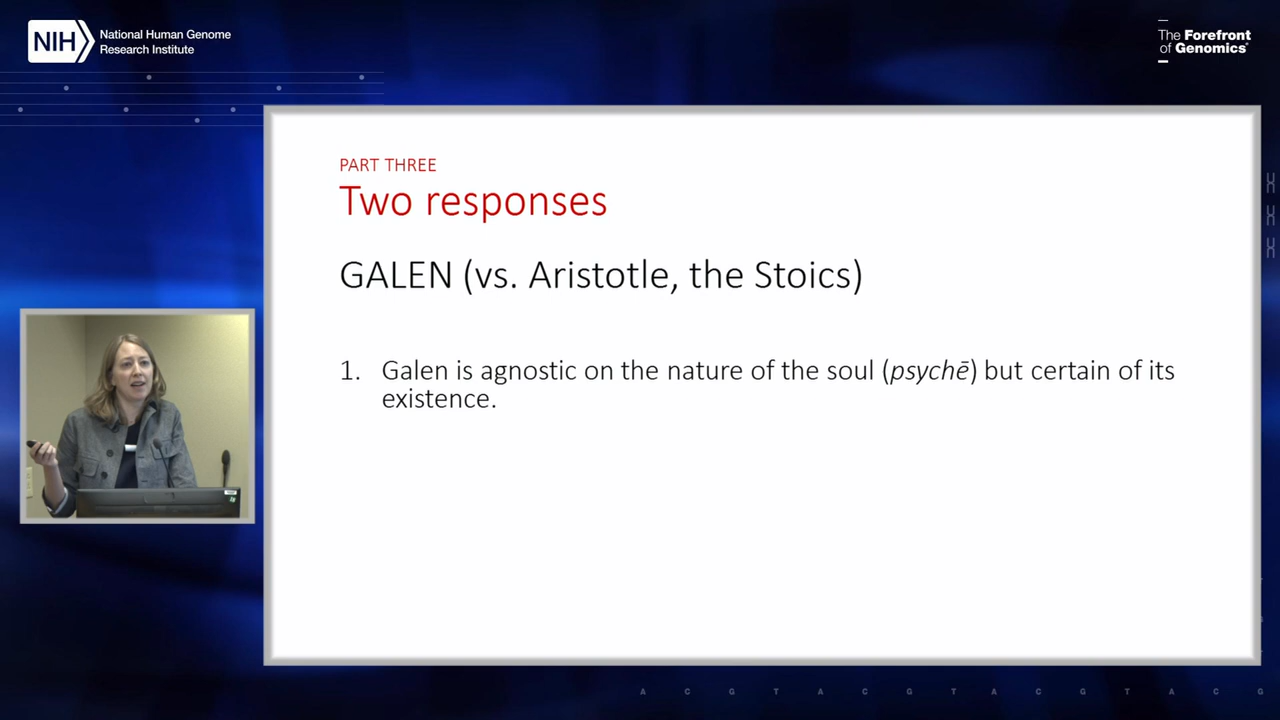 NIH
National Human Genome
Research Institute
The Forefront
of Genomics®
PART THREE
Two responses
GALEN (vs. Aristotle, the Stoics)
1. Galen is agnostic on the nature of the soul (psychē) but certain of its
existence.
A C G T A C G T A C G T A C G